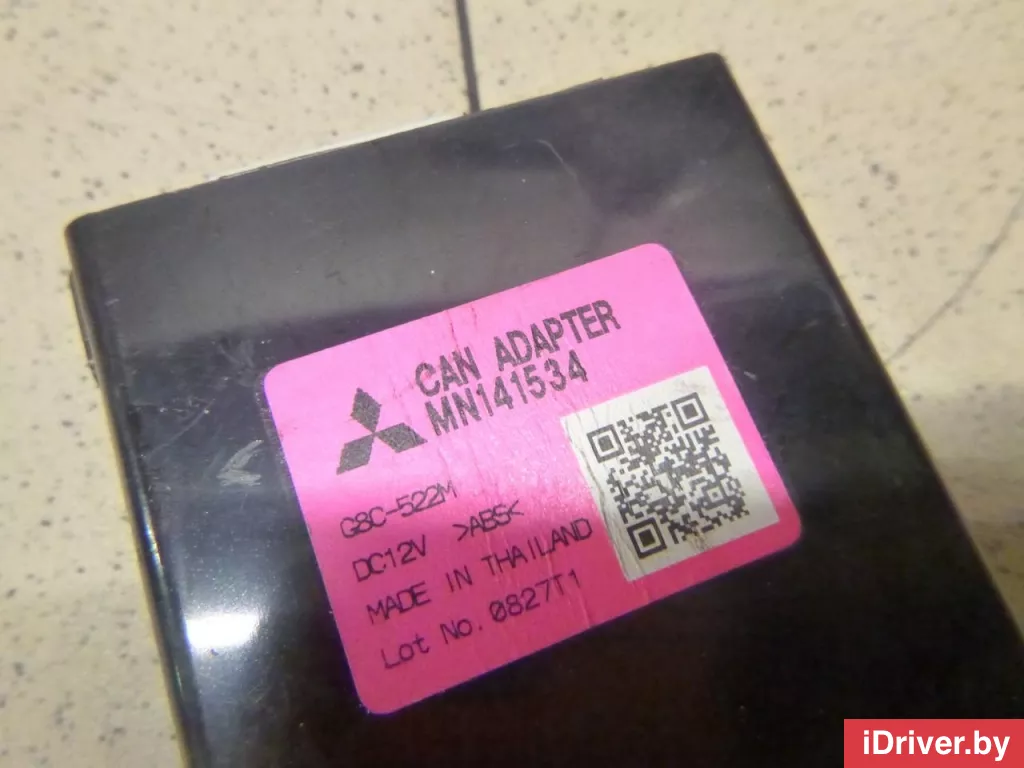 CAN ADAPTER
MN141534
G8C-522M
DC12V >ABS<
MADE IN THAILAND
Lot No. 0827T1
iDriver.by